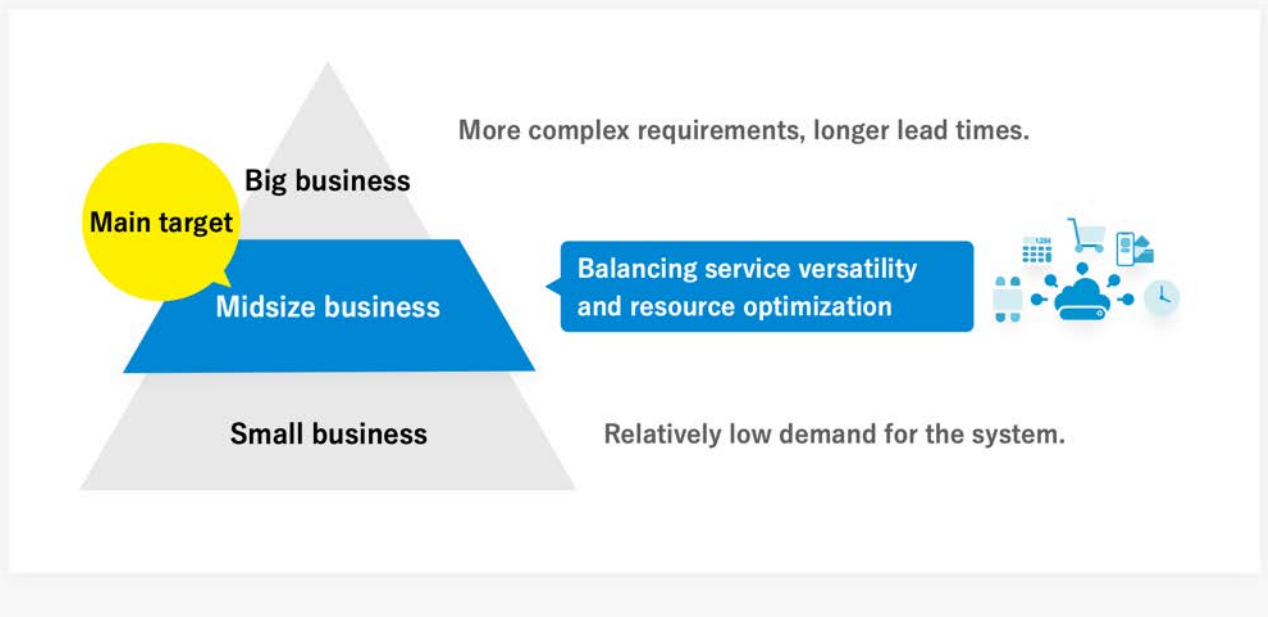 More complex requirements, longer lead times.
Big business
Main target
Balancing service versatility
and resource optimization
Midsize business
Small business
Relatively low demand for the system.